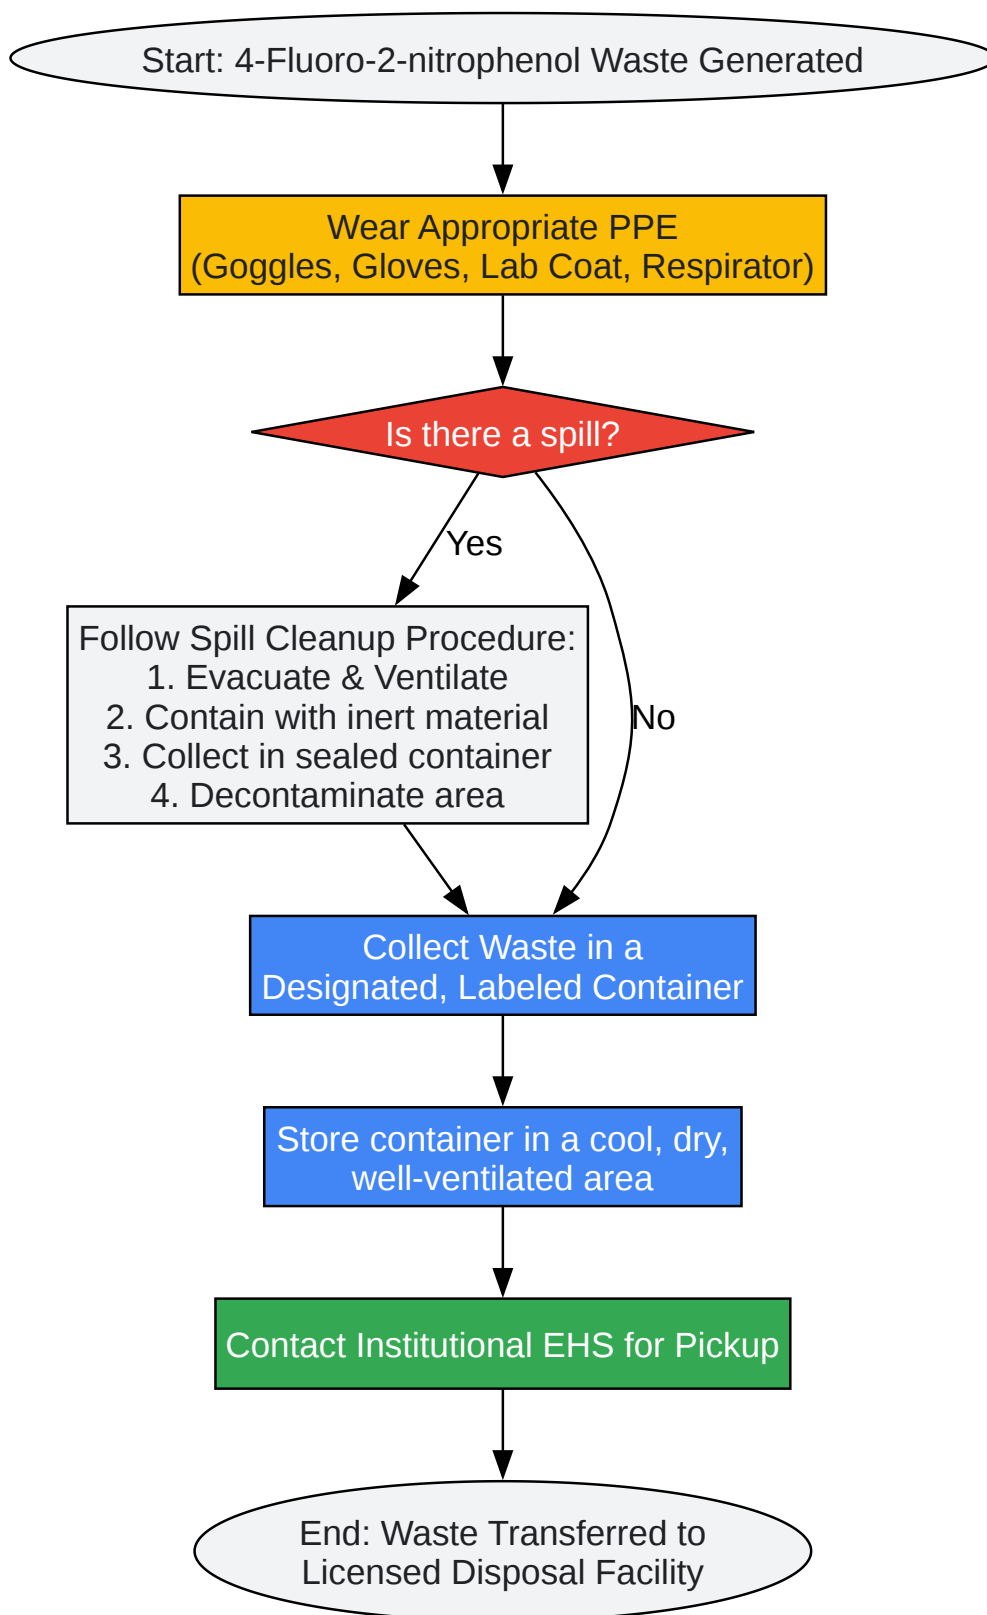 Start: 4-Fluoro-2-nitrophenol Waste Generated
Wear Appropriate PPE
(Goggles, Gloves, Lab Coat, Respirator)
Is there a spill?
Yes
Follow Spill Cleanup Procedure:
1. Evacuate & Ventilate
2. Contain with inert material
3. Collect in sealed container
4. Decontaminate area
No
Collect Waste in a
Designated, Labeled Container
Store container in a cool, dry,
well-ventilated area
Contact Institutional EHS for Pickup
End: Waste Transferred to
Licensed Disposal Facility